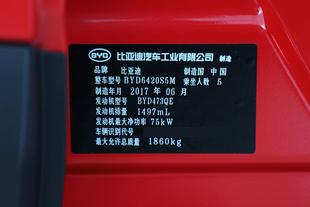 BYD 比亚迪汽车工业有限公司 制造
品牌 比亚迪 制造国 中国
整车型号 BYD6420S5M 乘坐人数 5
制造年月 2017 年 06 月
发动机型号 BYD473QE
发动机排量 1497mL
发动机最大净功率 75kW
车辆识别代号
最大允许总质量 1860kg